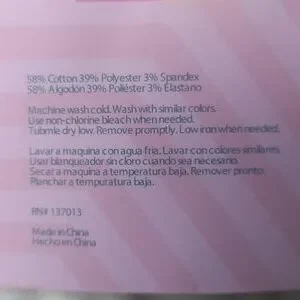 58% Cotton 39% Polyester 3% Spandex
58% Algodón 39% Poliéster 3% Elastano
Machine wash cold. Wash with similar colors.
Use non-chlorine bleach when needed.
Tubmle dry low. Remove promptly. Low iron when needed.
Lavar a maquina con agua fria. Lavar con colores similares.
Usar blanqueador sin cloro cuando sea necesario.
Secar a maquina a temperatura baja. Remover pronto.
Planchar a tempuratura baja.
RN# 137013
Made in China
Hecho en China